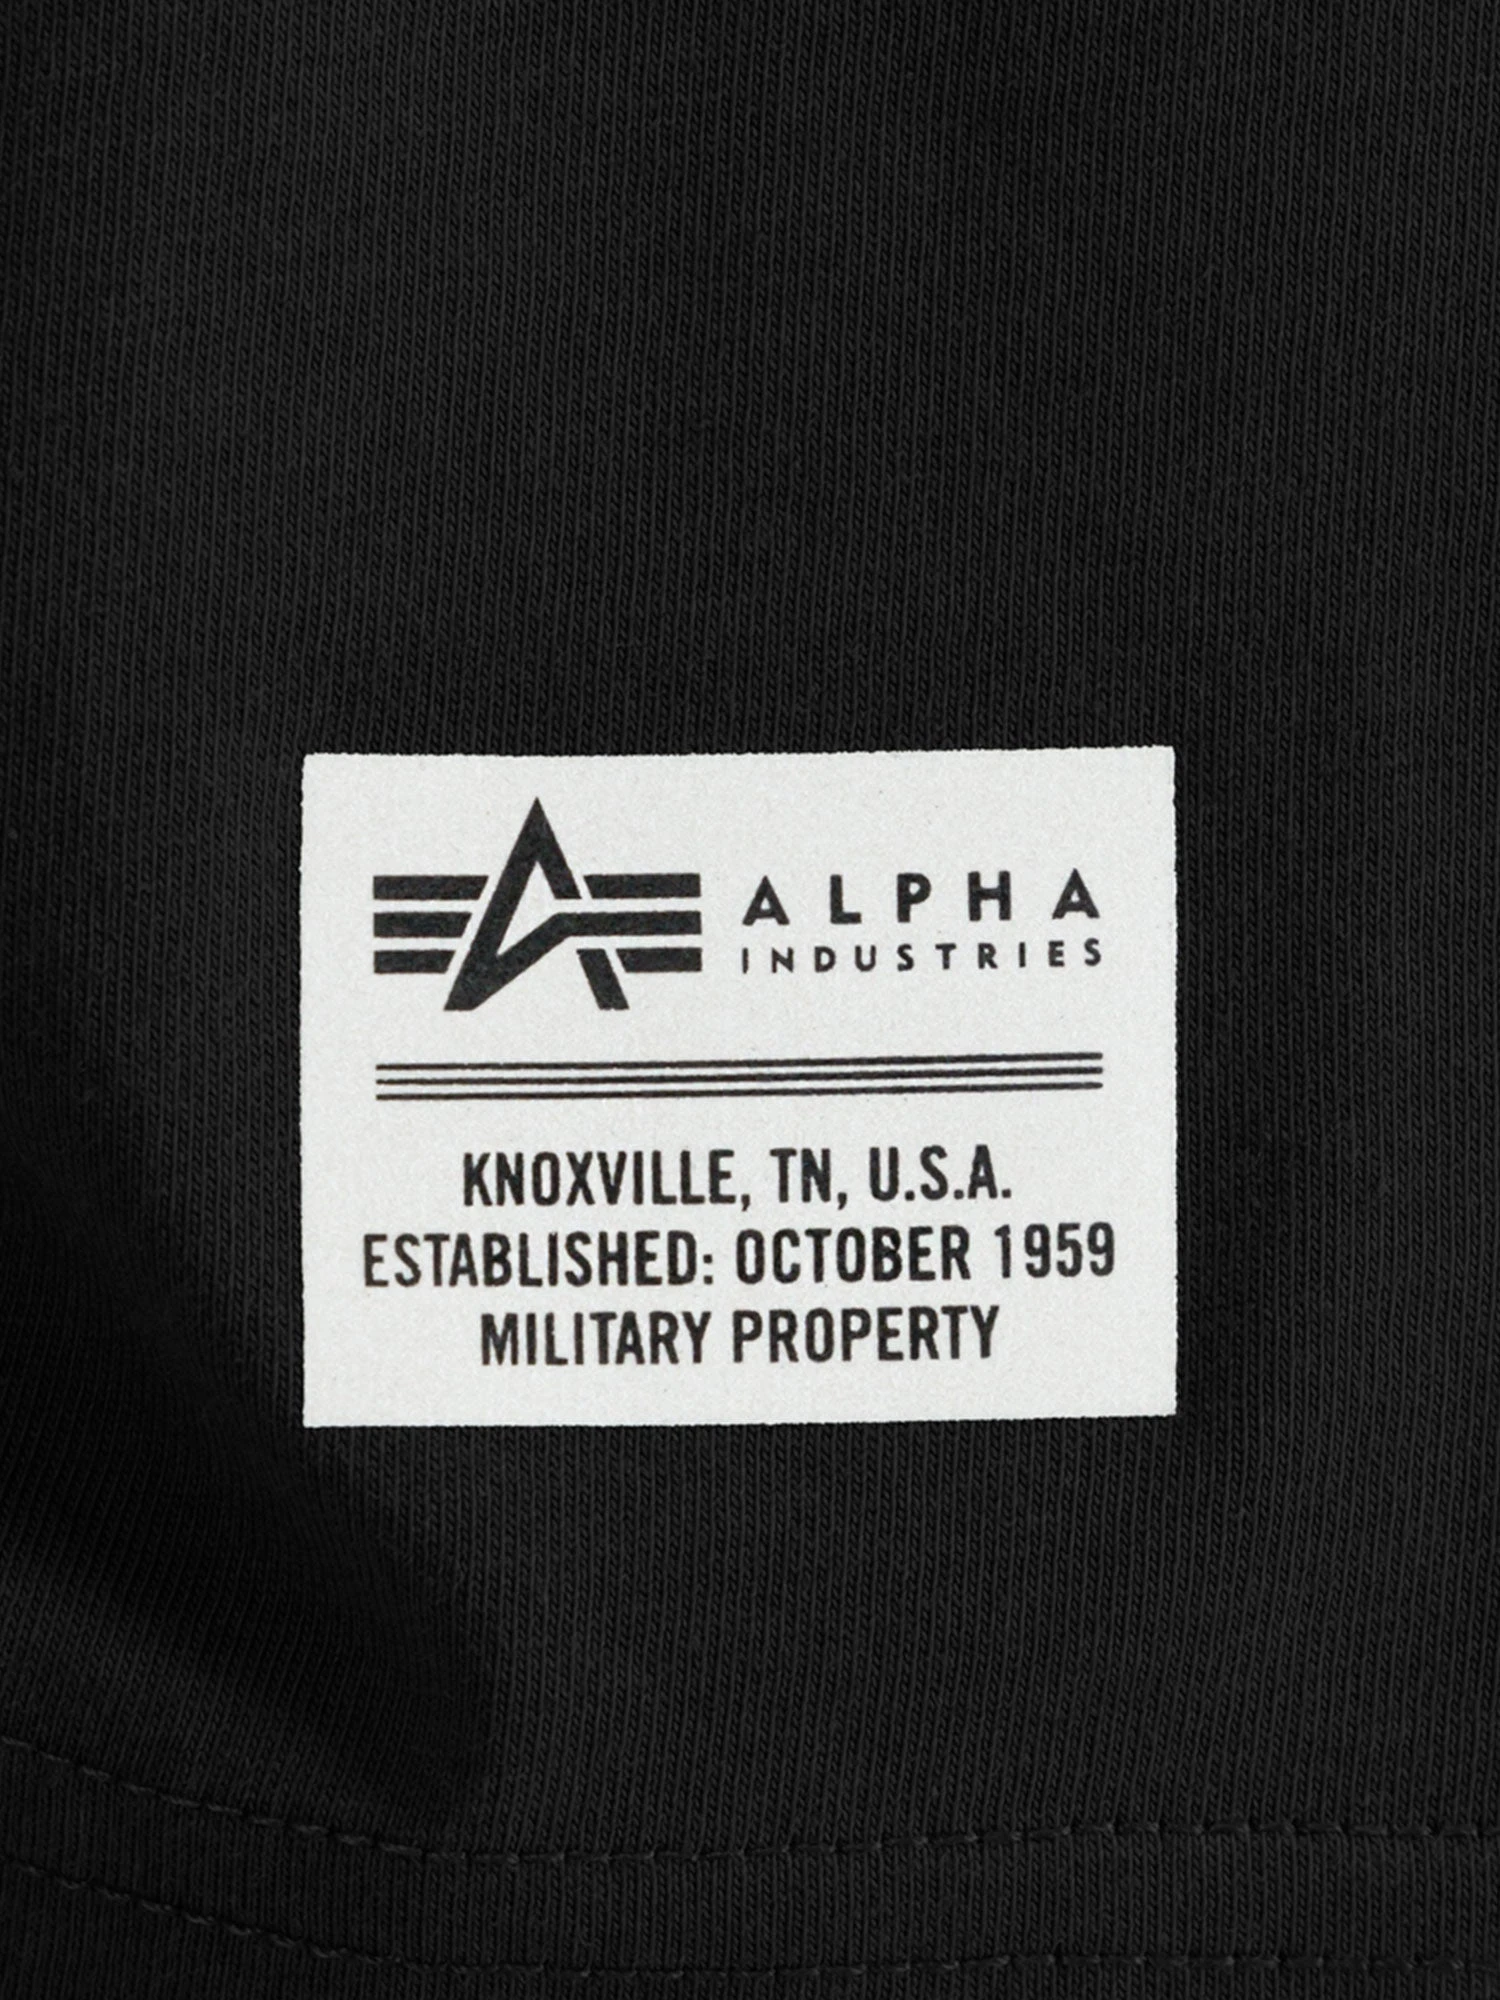 ALPHA
INDUSTRIES
KNOXVILLE, TN, U.S.A.
ESTABLISHED: OCTOBER 1959
MILITARY PROPERTY